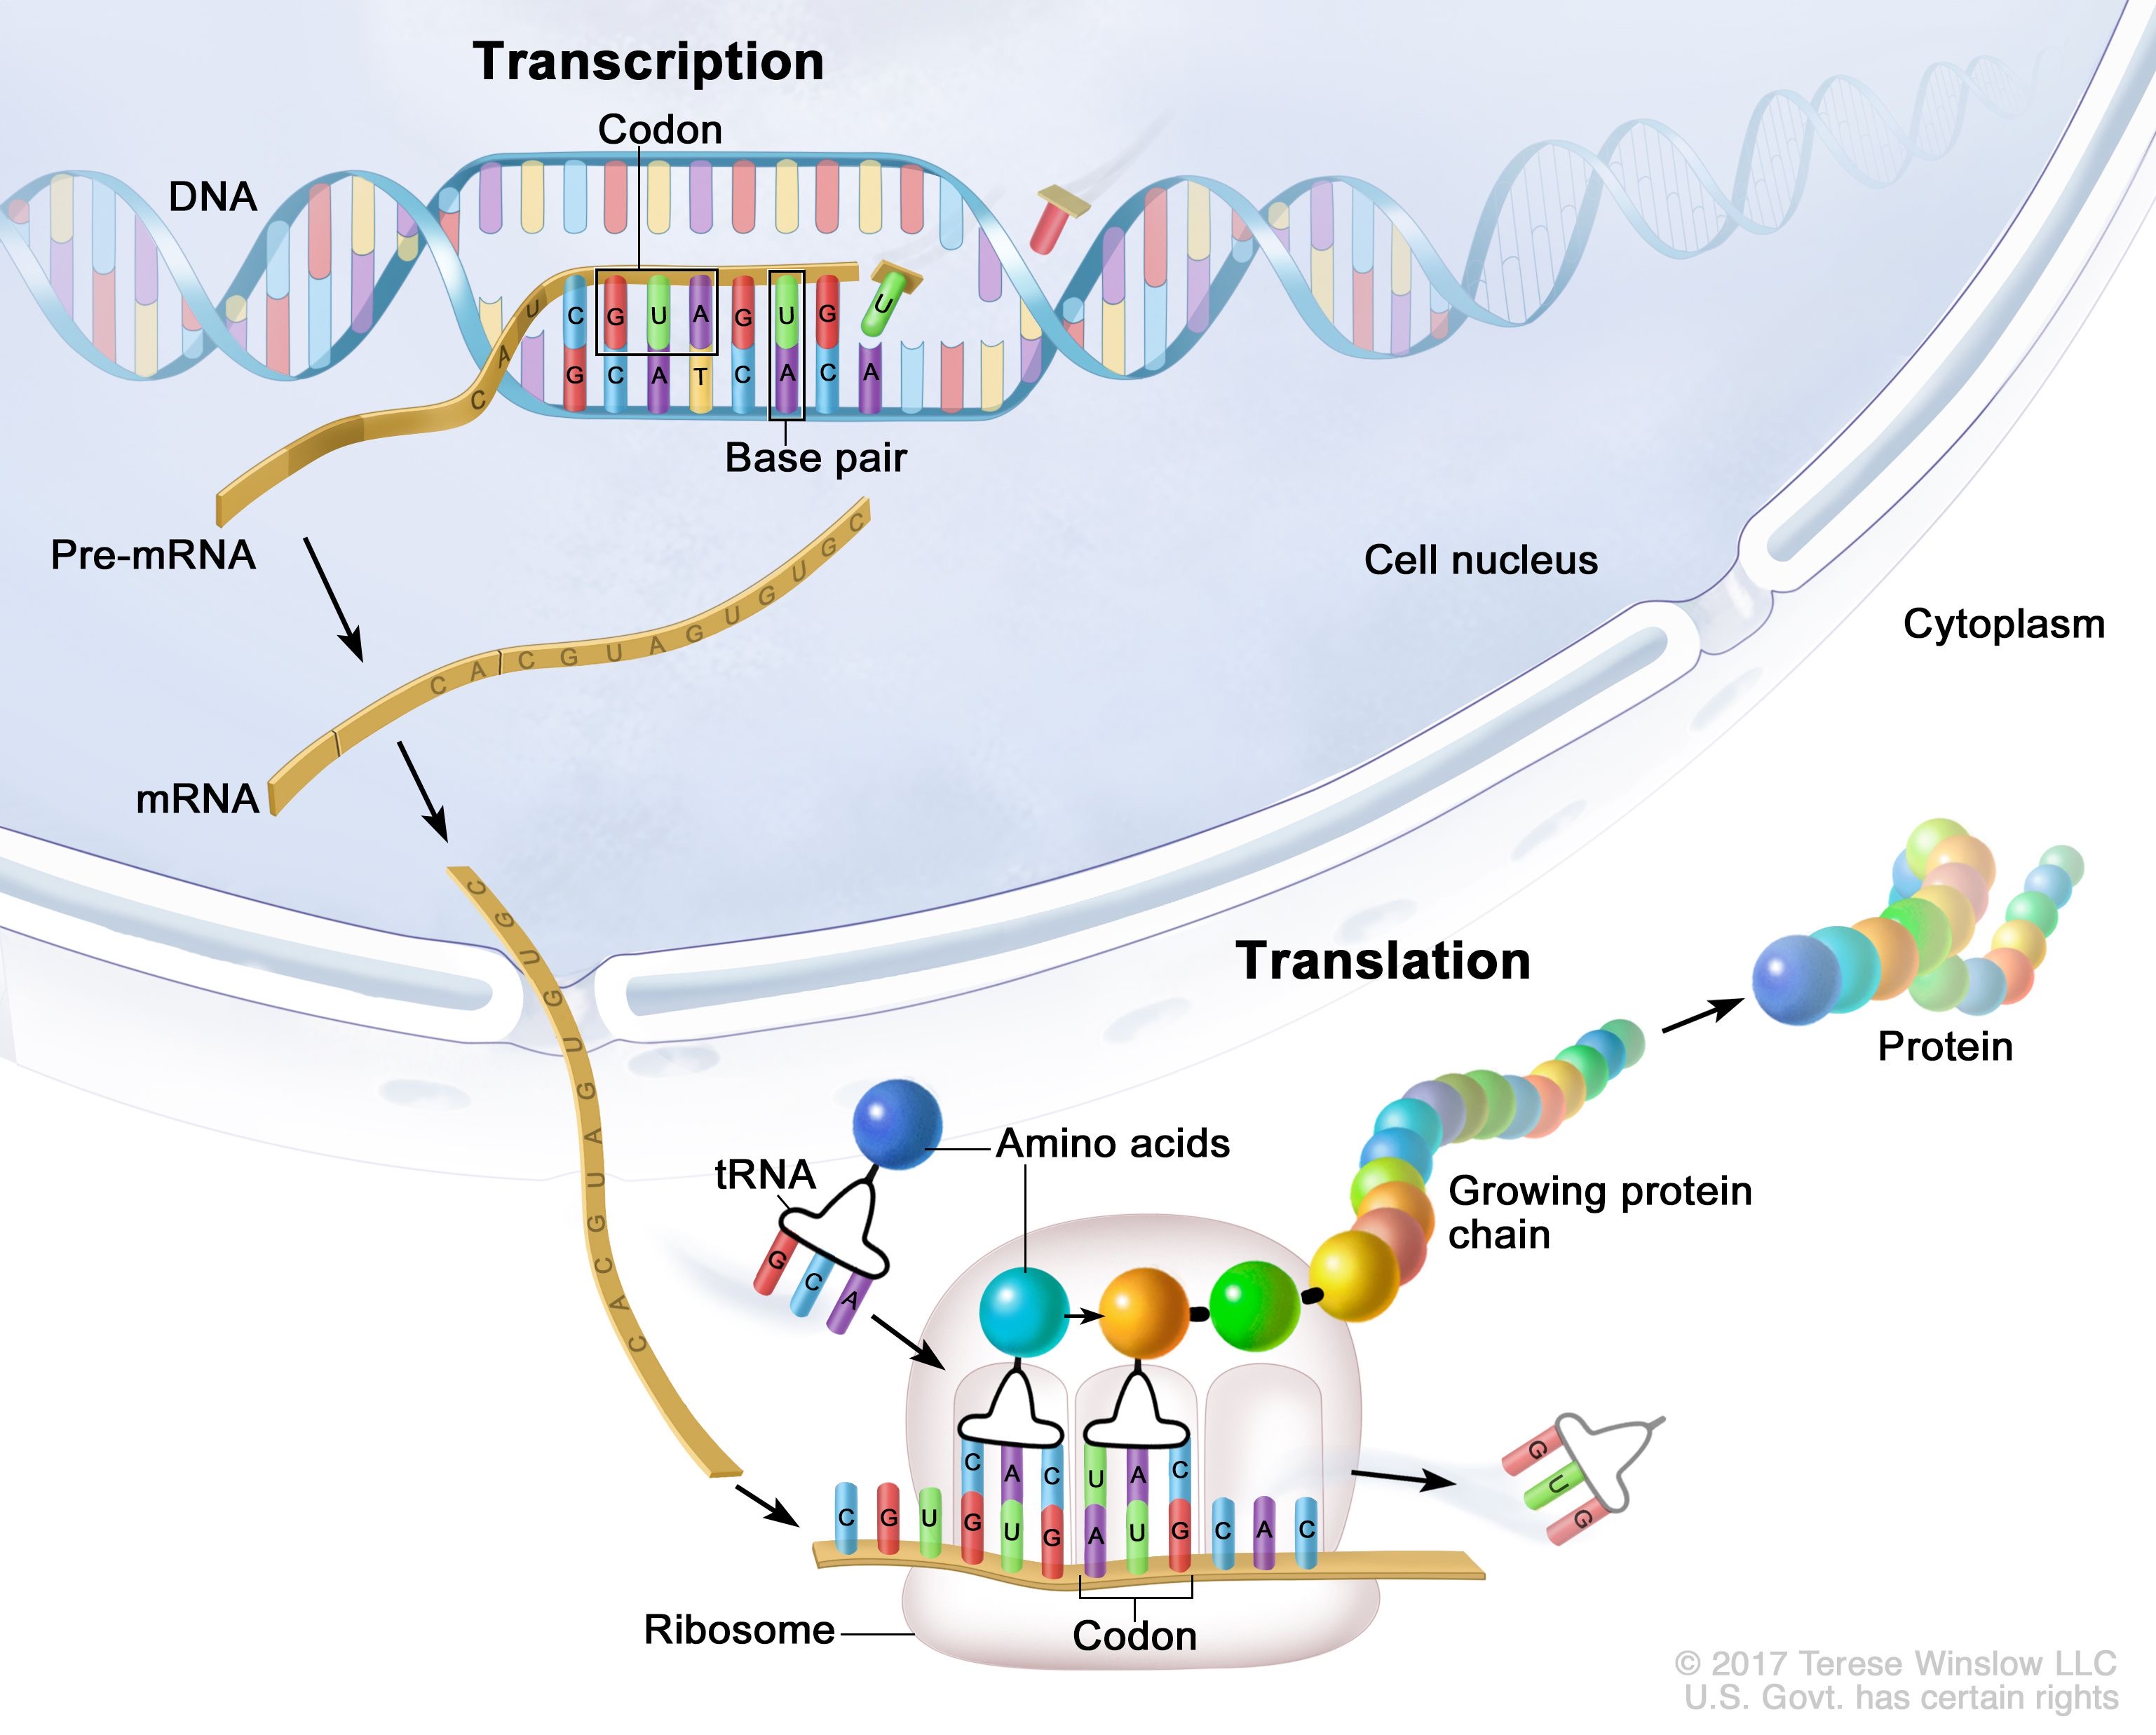 Transcription
Codon
DNA
U C G U A G U G U
A
C
G C A T C A C A
Base pair
Pre-mRNA
C A C G U A G U G U G C
mRNA
Cell nucleus
Cytoplasm
C G U G U G A U G C A C
Translation
Protein
Amino acids
tRNA
G C A
Growing protein
chain
C A C U A C
C G U G U G A U G C A C
G U G
Ribosome
Codon
© 2017 Terese Winslow LLC
U.S. Govt. has certain rights